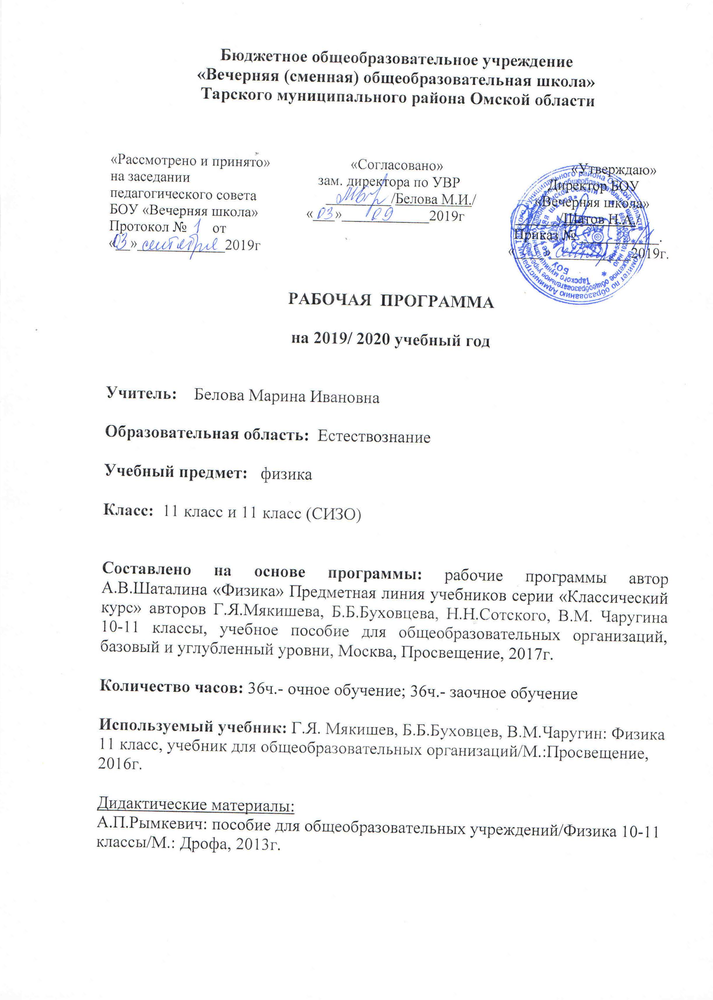 Бюджетное общеобразовательное учреждение
«Вечерняя (сменная) общеобразовательная школа»
Тарского муниципального района Омской области
«Рассмотрено и принято»
на заседании
педагогического совета
БОУ «Вечерняя школа»
Протокол № 1 от
«03» сентября 2019г
«Согласовано»
зам. директора по УВР
/Белова М.И./
«03» 09 2019г
«Утверждаю»
Директор БОУ
«Вечерняя школа»
/Шатов Н.А./
Приказ №
« » сентября 2019г.
РАБОЧАЯ ПРОГРАММА
на 2019/ 2020 учебный год
Учитель: Белова Марина Ивановна
Образовательная область: Естествознание
Учебный предмет: физика
Класс: 11 класс и 11 класс (СИЗО)
Составлено на основе программы: рабочие программы автор
А.В.Шаталина «Физика» Предметная линия учебников серии «Классический
курс» авторов Г.Я.Мякишева, Б.Б.Буховцева, Н.Н.Сотского, В.М. Чаругина
10-11 классы, учебное пособие для общеобразовательных организаций,
базовый и углубленный уровни, Москва, Просвещение, 2017г.
Количество часов: 36ч.- очное обучение; 36ч.- заочное обучение
Используемый учебник: Г.Я. Мякишев, Б.Б.Буховцев, В.М.Чаругин: Физика
11 класс, учебник для общеобразовательных организаций/М.:Просвещение,
2016г.
Дидактические материалы:
А.П.Рымкевич: пособие для общеобразовательных учреждений/Физика 10-11
классы/М.: Дрофа, 2013г.